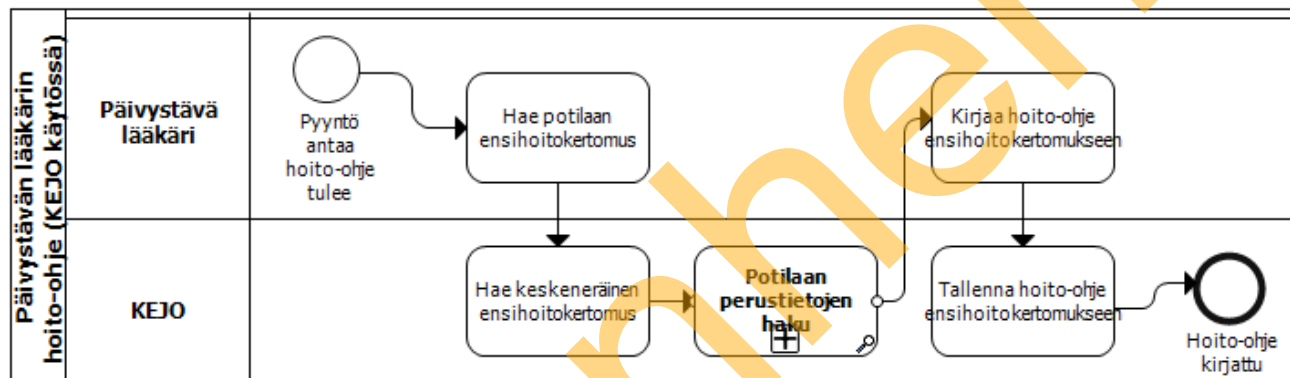 Päivystävän lääkärin
hoito-ohje (KEJO käytössä)
Päivystävä
lääkäri
Pyyntö
antaa
hoito-ohje
tulee
Hae potilaan
ensihoitokertomus
Kirjaa hoito-ohje
ensihoitokertomukseen
KEJO
Hae keskeneräinen
ensihoitokertomus
Potilaan
perustietojen
haku
Tallenna hoito-ohje
ensihoitokertomukseen
Hoito-ohje
kirjattu